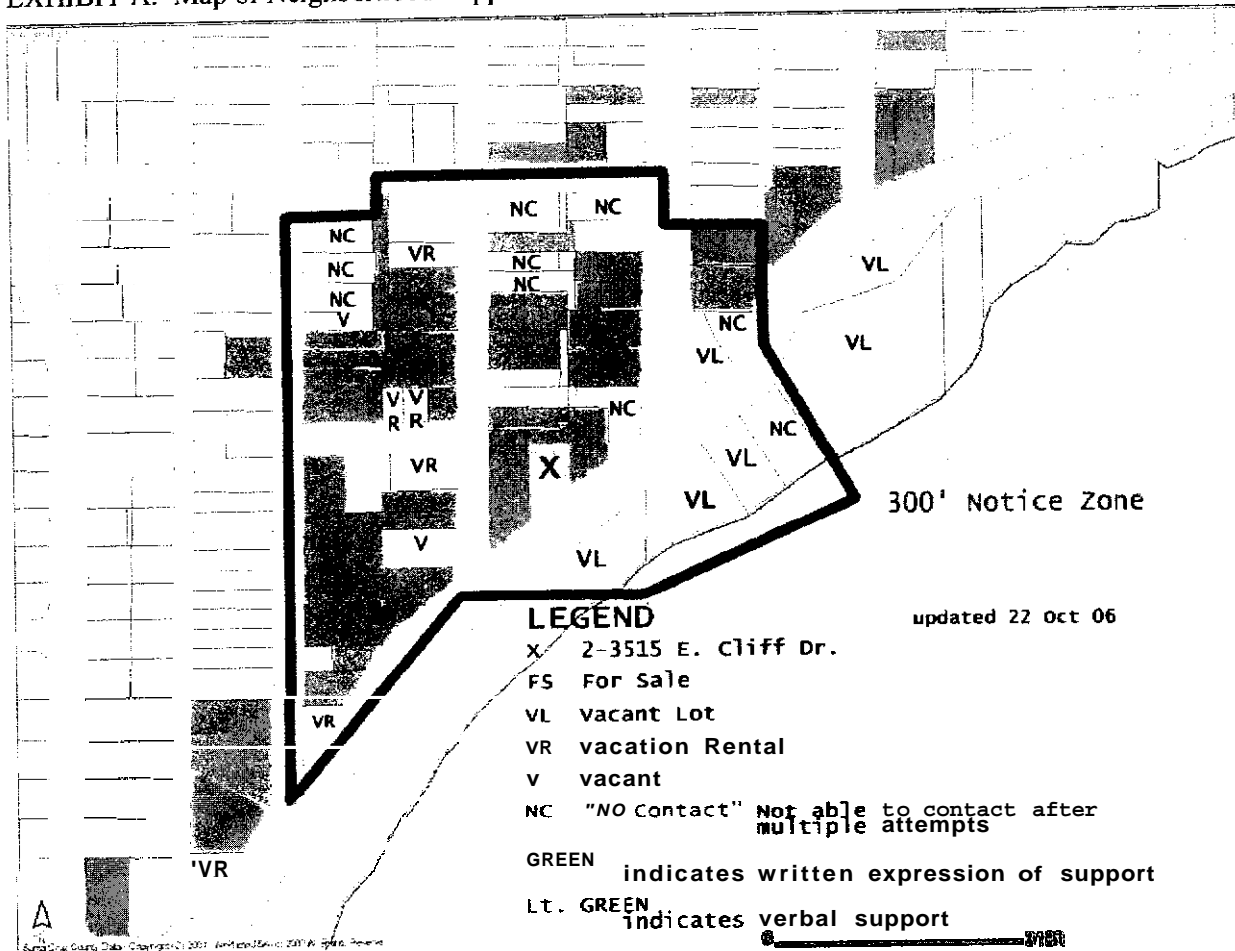 EXHIBIT A: Map of
NC NC
NC
VR
NC
NC
NC
NC
V
VL
NC
VL
VL
V V
R R
NC
NC
VR
X
VL
VL
300' Notice Zone
V
VL
LEGEND
updated 22 Oct 06
X 2-3515 E. Cliff Dr.
FS For Sale
VL vacant Lot
VR
VR vacation Rental
V vacant
NC "NO Contact" Not able to contact after
multiple attempts
'VR
GREEN indicates written expression of support
Lt. GREEN indicates verbal support